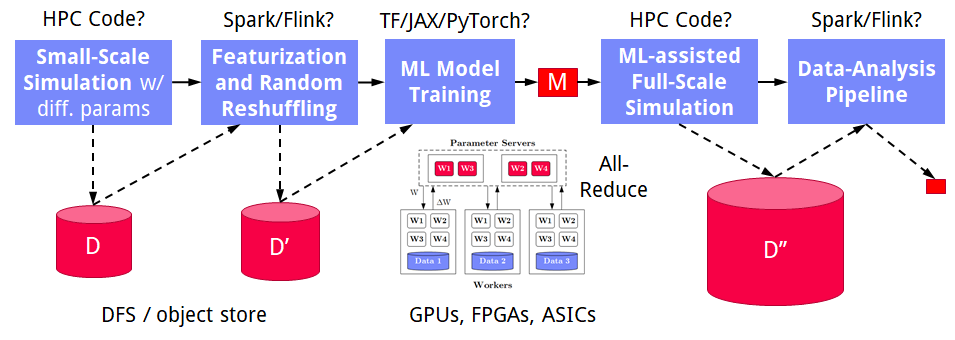 HPC Code?
Spark/Flink?
TF/JAX/PyTorch?
HPC Code?
Spark/Flink?
Small-Scale
Simulation w/
diff. params
Featurization
and Random
Reshuffling
ML Model
Training
M
ML-assisted
Full-Scale
Simulation
Data-Analysis
Pipeline
Parameter Servers
W1 W3
W2 W4
W
ΔW
All-
Reduce
W1 W2
W3 W4
Data 1
W1 W2
W3 W4
Data 2
W1 W2
W3 W4
Data 3
Workers
D
D’
D”
DFS / object store
GPUs, FPGAs, ASICs